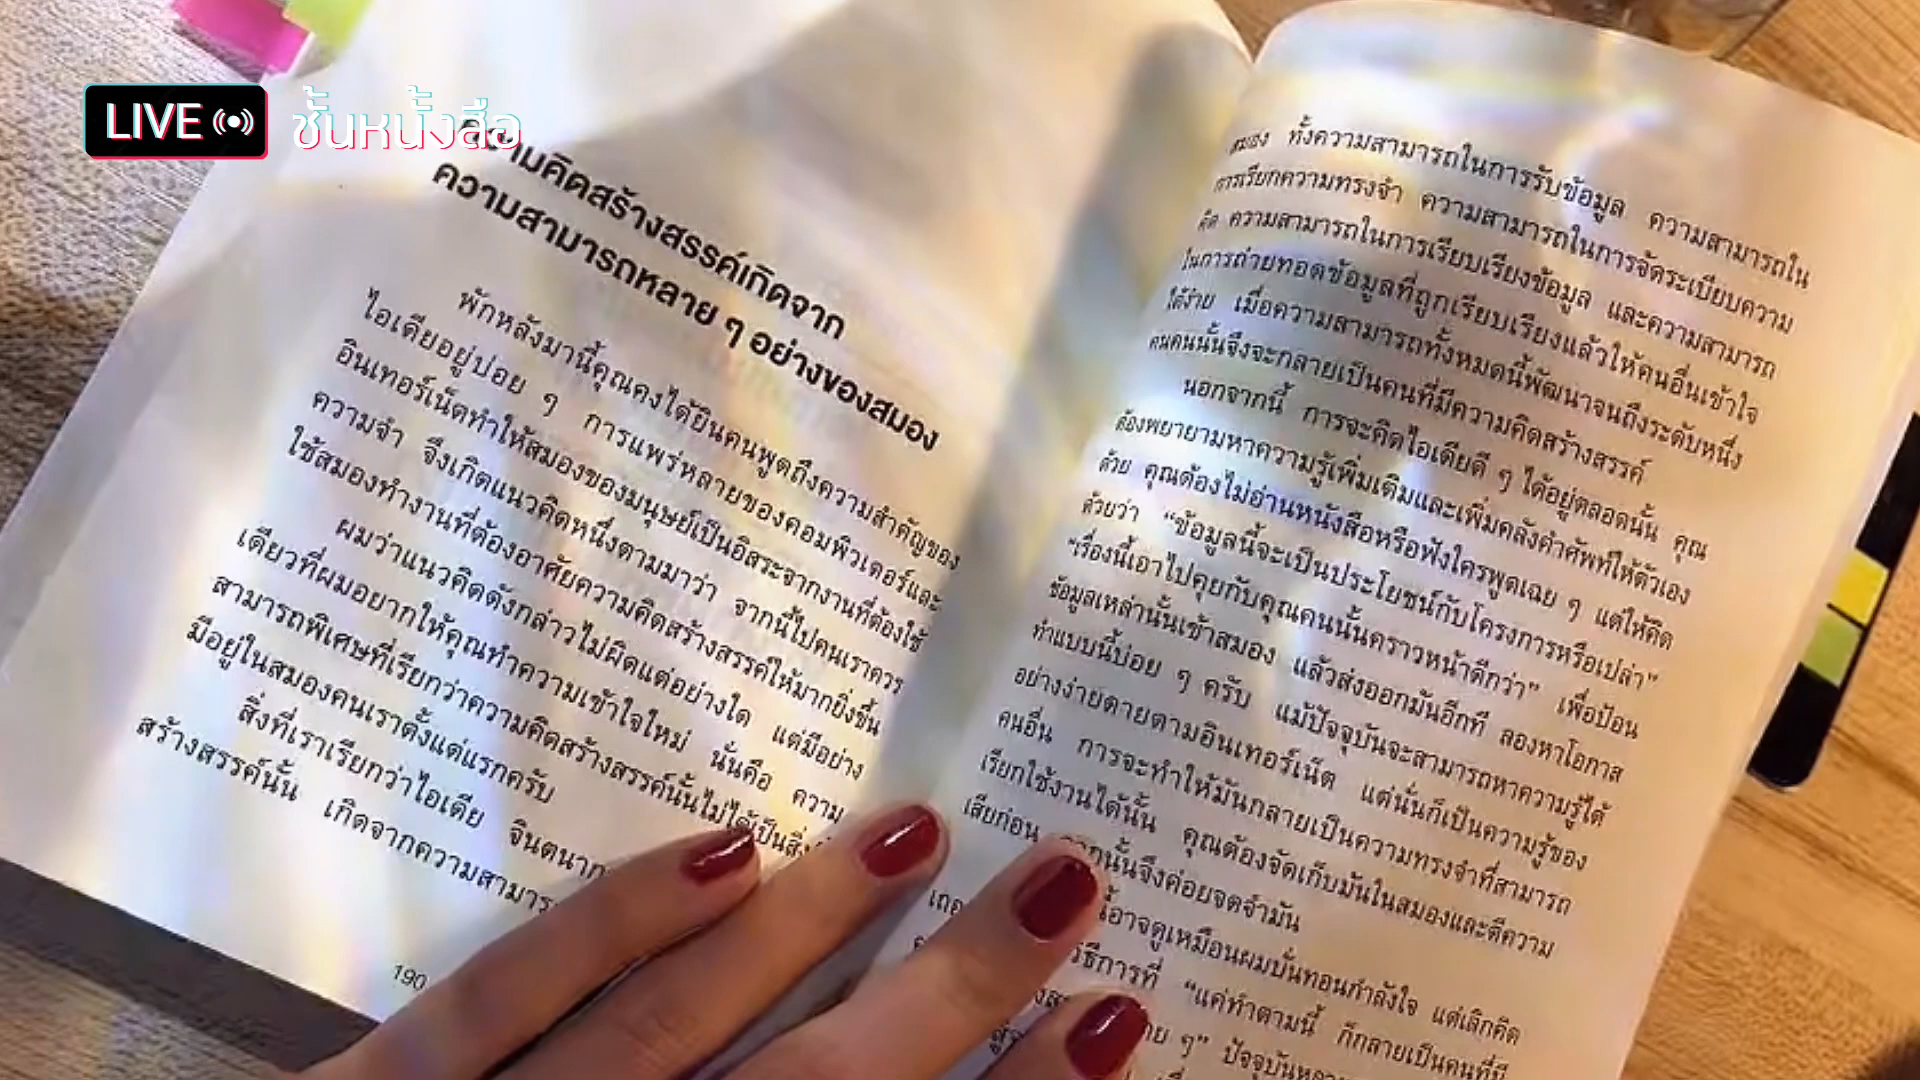 LIVE
ชั้นหนั้งสือ
ความคิดสร้างสรรค์เกิดจาก
ความสามารถหลาย ๆ อย่างของสมอง
พักหลังมานี้คุณคงได้ยินคนพูดถึงความสำคัญของ
ไอเดียอยู่บ่อย ๆ การแพร่หลายของคอมพิวเตอร์และ
อินเทอร์เน็ตทำให้สมองของมนุษย์เป็นอิสระจากงานที่ต้องใช้
ความจำ จึงเกิดแนวคิดหนึ่งตามมาว่า จากนี้ไปคนเราควร
ใช้สมองทำงานที่ต้องอาศัยความคิดสร้างสรรค์ให้มากยิ่งขึ้น
ผมว่าแนวคิดดังกล่าวไม่ผิดแต่อย่างใด แต่มีอย่าง
เดียวที่ผมอยากให้คุณทำความเข้าใจใหม่ นั่นคือ ความ
สามารถพิเศษที่เรียกว่าความคิดสร้างสรรค์นั้นไม่ได้เป็นสิ่ง
มีอยู่ในสมองคนเราตั้งแต่แรกครับ
สิ่งที่เราเรียกว่าไอเดีย จินตนาก
สร้างสรรค์นั้น เกิดจากความสามาร
190
สมอง ทั้งความสามารถในการรับข้อมูล ความสามารถใน
การเรียกความทรงจำ ความสามารถในการจัดระเบียบความ
คิด ความสามารถในการเรียบเรียงข้อมูล และความสามารถ
ในการถ่ายทอดข้อมูลที่ถูกเรียบเรียงแล้วให้คนอื่นเข้าใจ
ได้ง่าย เมื่อความสามารถทั้งหมดนี้พัฒนาจนถึงระดับหนึ่ง
คนคนนั้นจึงจะกลายเป็นคนที่มีความคิดสร้างสรรค์
นอกจากนี้ การจะคิดไอเดียดี ๆ ได้อยู่ตลอดนั้น คุณ
ต้องพยายามหาความรู้เพิ่มเติมและเพิ่มคลังคำศัพท์ให้ตัวเอง
ด้วย คุณต้องไม่อ่านหนังสือหรือฟังใครพูดเฉย ๆ แต่ให้คิด
ด้วยว่า “ข้อมูลนี้จะเป็นประโยชน์กับโครงการหรือเปล่า”
“เรื่องนี้เอาไปคุยกับคุณคนนั้นคราวหน้าดีกว่า” เพื่อป้อน
ข้อมูลเหล่านั้นเข้าสมอง แล้วส่งออกมันอีกที ลองหาโอกาส
ทำแบบนี้บ่อย ๆ ครับ แม้ปัจจุบันจะสามารถหาความรู้ได้
อย่างง่ายดายตามอินเทอร์เน็ต แต่นั่นก็เป็นความรู้ของ
คนอื่น การจะทำให้มันกลายเป็นความทรงจำที่สามารถ
เรียกใช้งานได้นั้น คุณต้องจัดเก็บมันในสมองและตีความ
เสียก่อน จากนั้นจึงค่อยจดจำมัน
นี้อาจดูเหมือนผมบั่นทอนกำลังใจ แต่เลิกคิด
เถอะ วิธีการที่ “แค่ทำตามนี้ ก็กลายเป็นคนที่มี
ๆ” ปัจจุบันหลาย